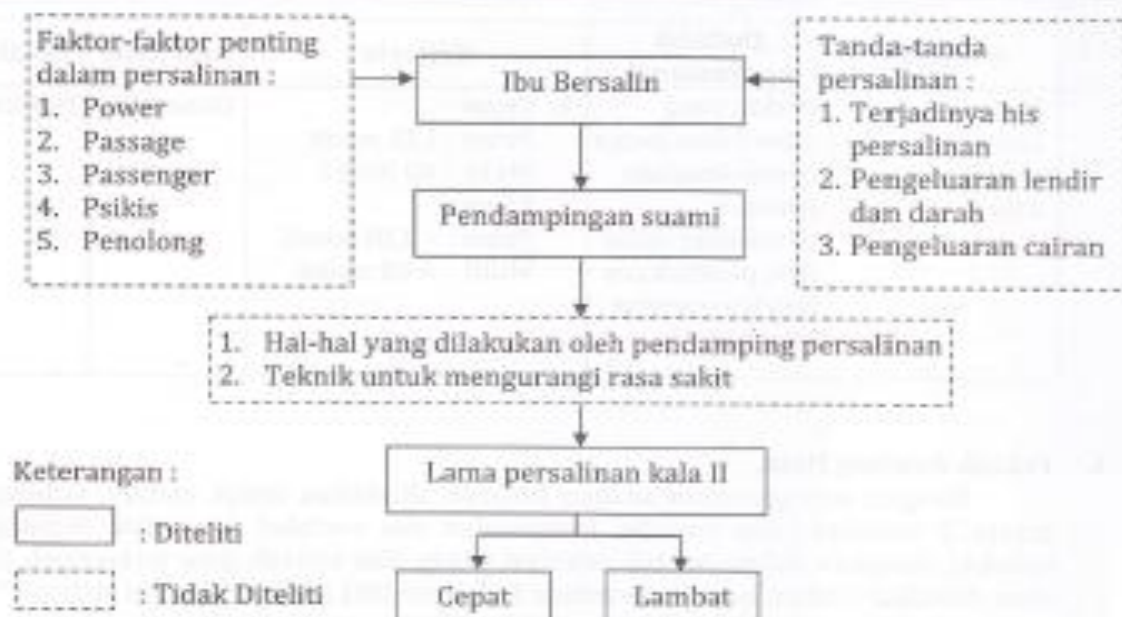 Faktor-faktor penting
dalam persalinan :
1. Power
2. Passage
3. Passenger
4. Psikis
5. Penolong
Ibu Bersalin
Tanda-tanda
persalinan :
1. Terjadinya his
persalinan
2. Pengeluaran lendir
dan darah
3. Pengeluaran cairan
Pendampingan suami
1. Hal-hal yang dilakukan oleh pendamping persalinan
2. Teknik untuk mengurangi rasa sakit
Lama persalinan kala II
Cepat
Lambat
Keterangan :
: Diteliti
: Tidak Diteliti